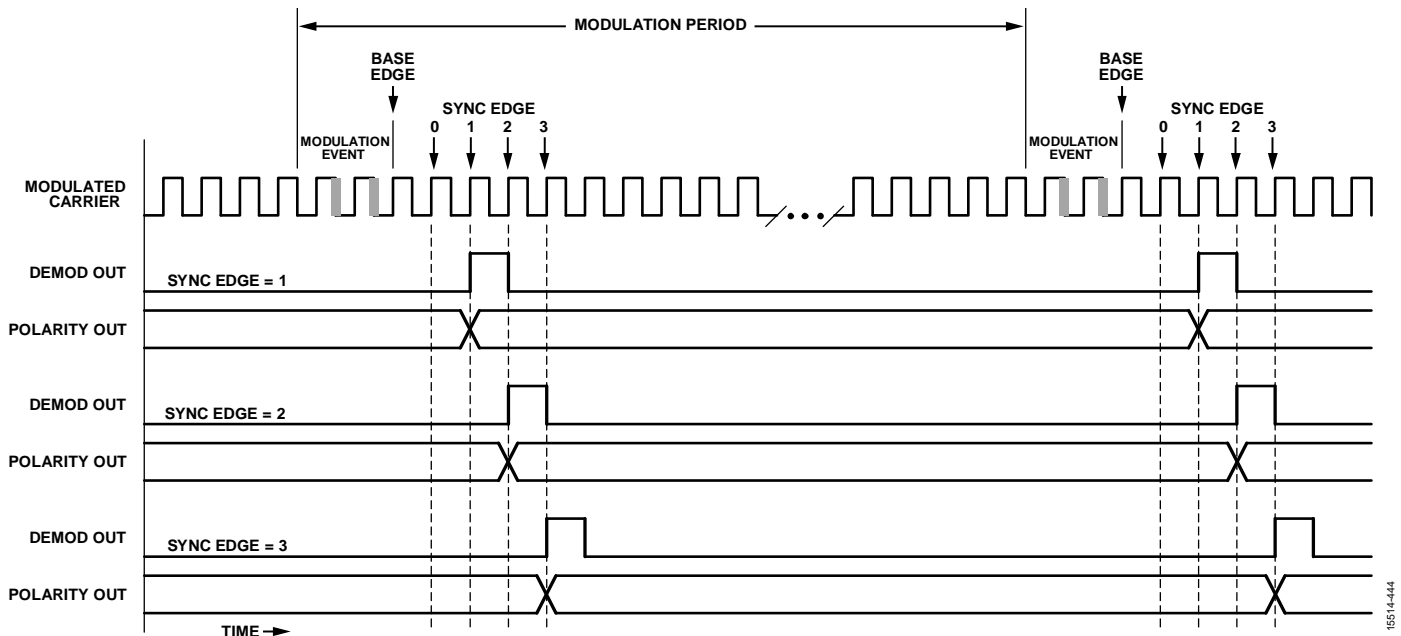 MODULATION PERIOD
BASE
EDGE
BASE
EDGE
SYNC EDGE
0 1 2 3
SYNC EDGE
0 1 2 3
MODULATION
EVENT
MODULATION
EVENT
MODULATED
CARRIER
DEMOD OUT
SYNC EDGE = 1
POLARITY OUT
DEMOD OUT
SYNC EDGE = 2
POLARITY OUT
DEMOD OUT
SYNC EDGE = 3
POLARITY OUT
TIME
15514-444